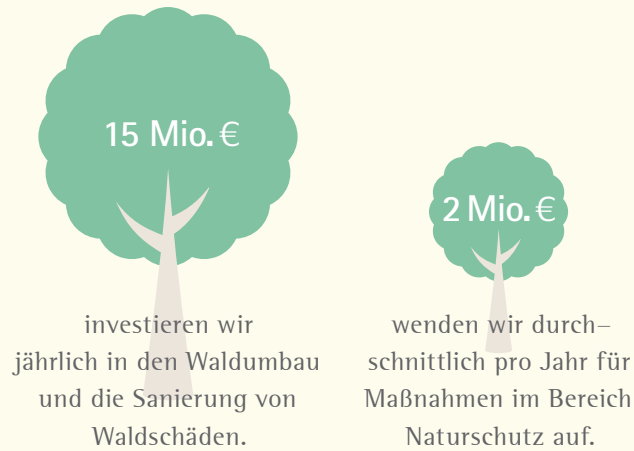 15 Mio. €
investieren wir
jährlich in den Waldumbau
und die Sanierung von
Waldschäden.
2 Mio. €
wenden wir durch–
schnittlich pro Jahr für
Maßnahmen im Bereich
Naturschutz auf.